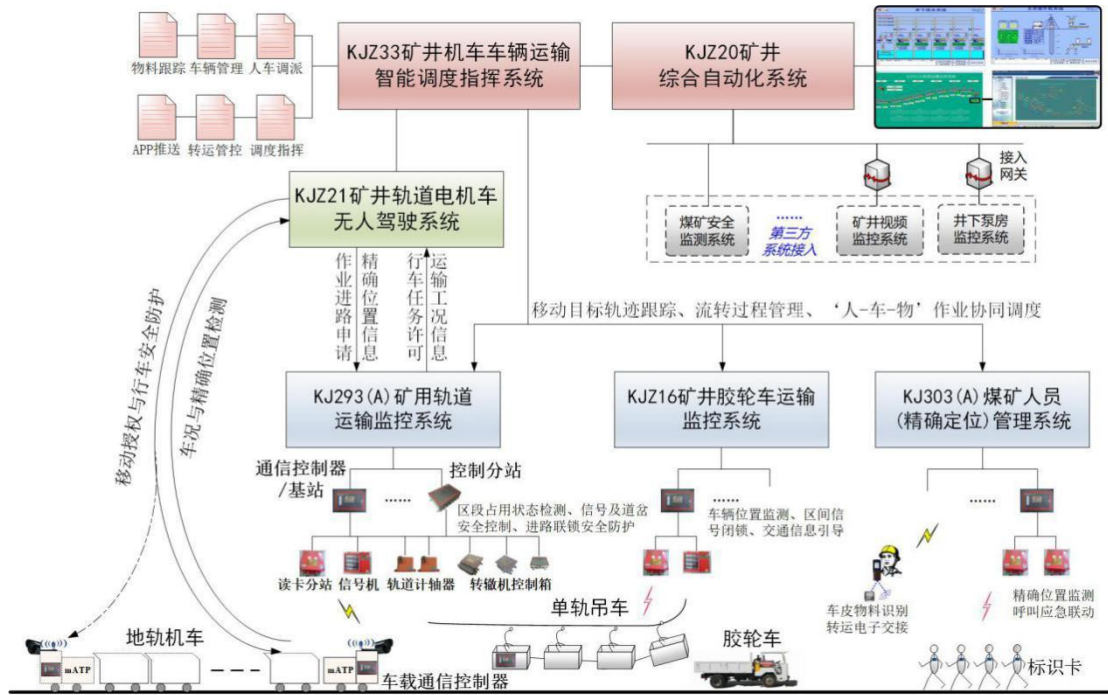 KJZ33矿井机车车辆运输
智能调度指挥系统
KJZ20矿井
综合自动化系统
物料跟踪 车辆管理 人车调派
APP推送 转运管控 调度指挥
接入
网关
KJZ21矿井轨道电机车
无人驾驶系统
煤矿安全
监测系统
……
第三方
系统接入
矿井视频
监控系统
井下泵房
监控系统
作业进路申请
精确位置信息
行车任务许可
运输工况信息
移动目标轨迹跟踪、流转过程管理、‘人-车-物’作业协同调度
移动授权与行车安全防护
车况与精确位置检测
KJ293(A)矿用轨道
运输监控系统
KJZ16矿井胶轮车运输
监控系统
KJ303(A)煤矿人员
(精确定位)管理系统
通信控制器
/基站
……
控制分站
区段占用状态检测、信号及道岔
安全控制、进路联锁安全防护
读卡分站 信号机 轨道计轴器 转辙机控制箱
……
车辆位置监测、区间信
号闭锁、交通信息引导
……
车皮物料识别
转运电子交接
精确位置监测
呼叫应急联动
单轨吊车
地轨机车
胶轮车
mATP
mATP
车载通信控制器
标识卡